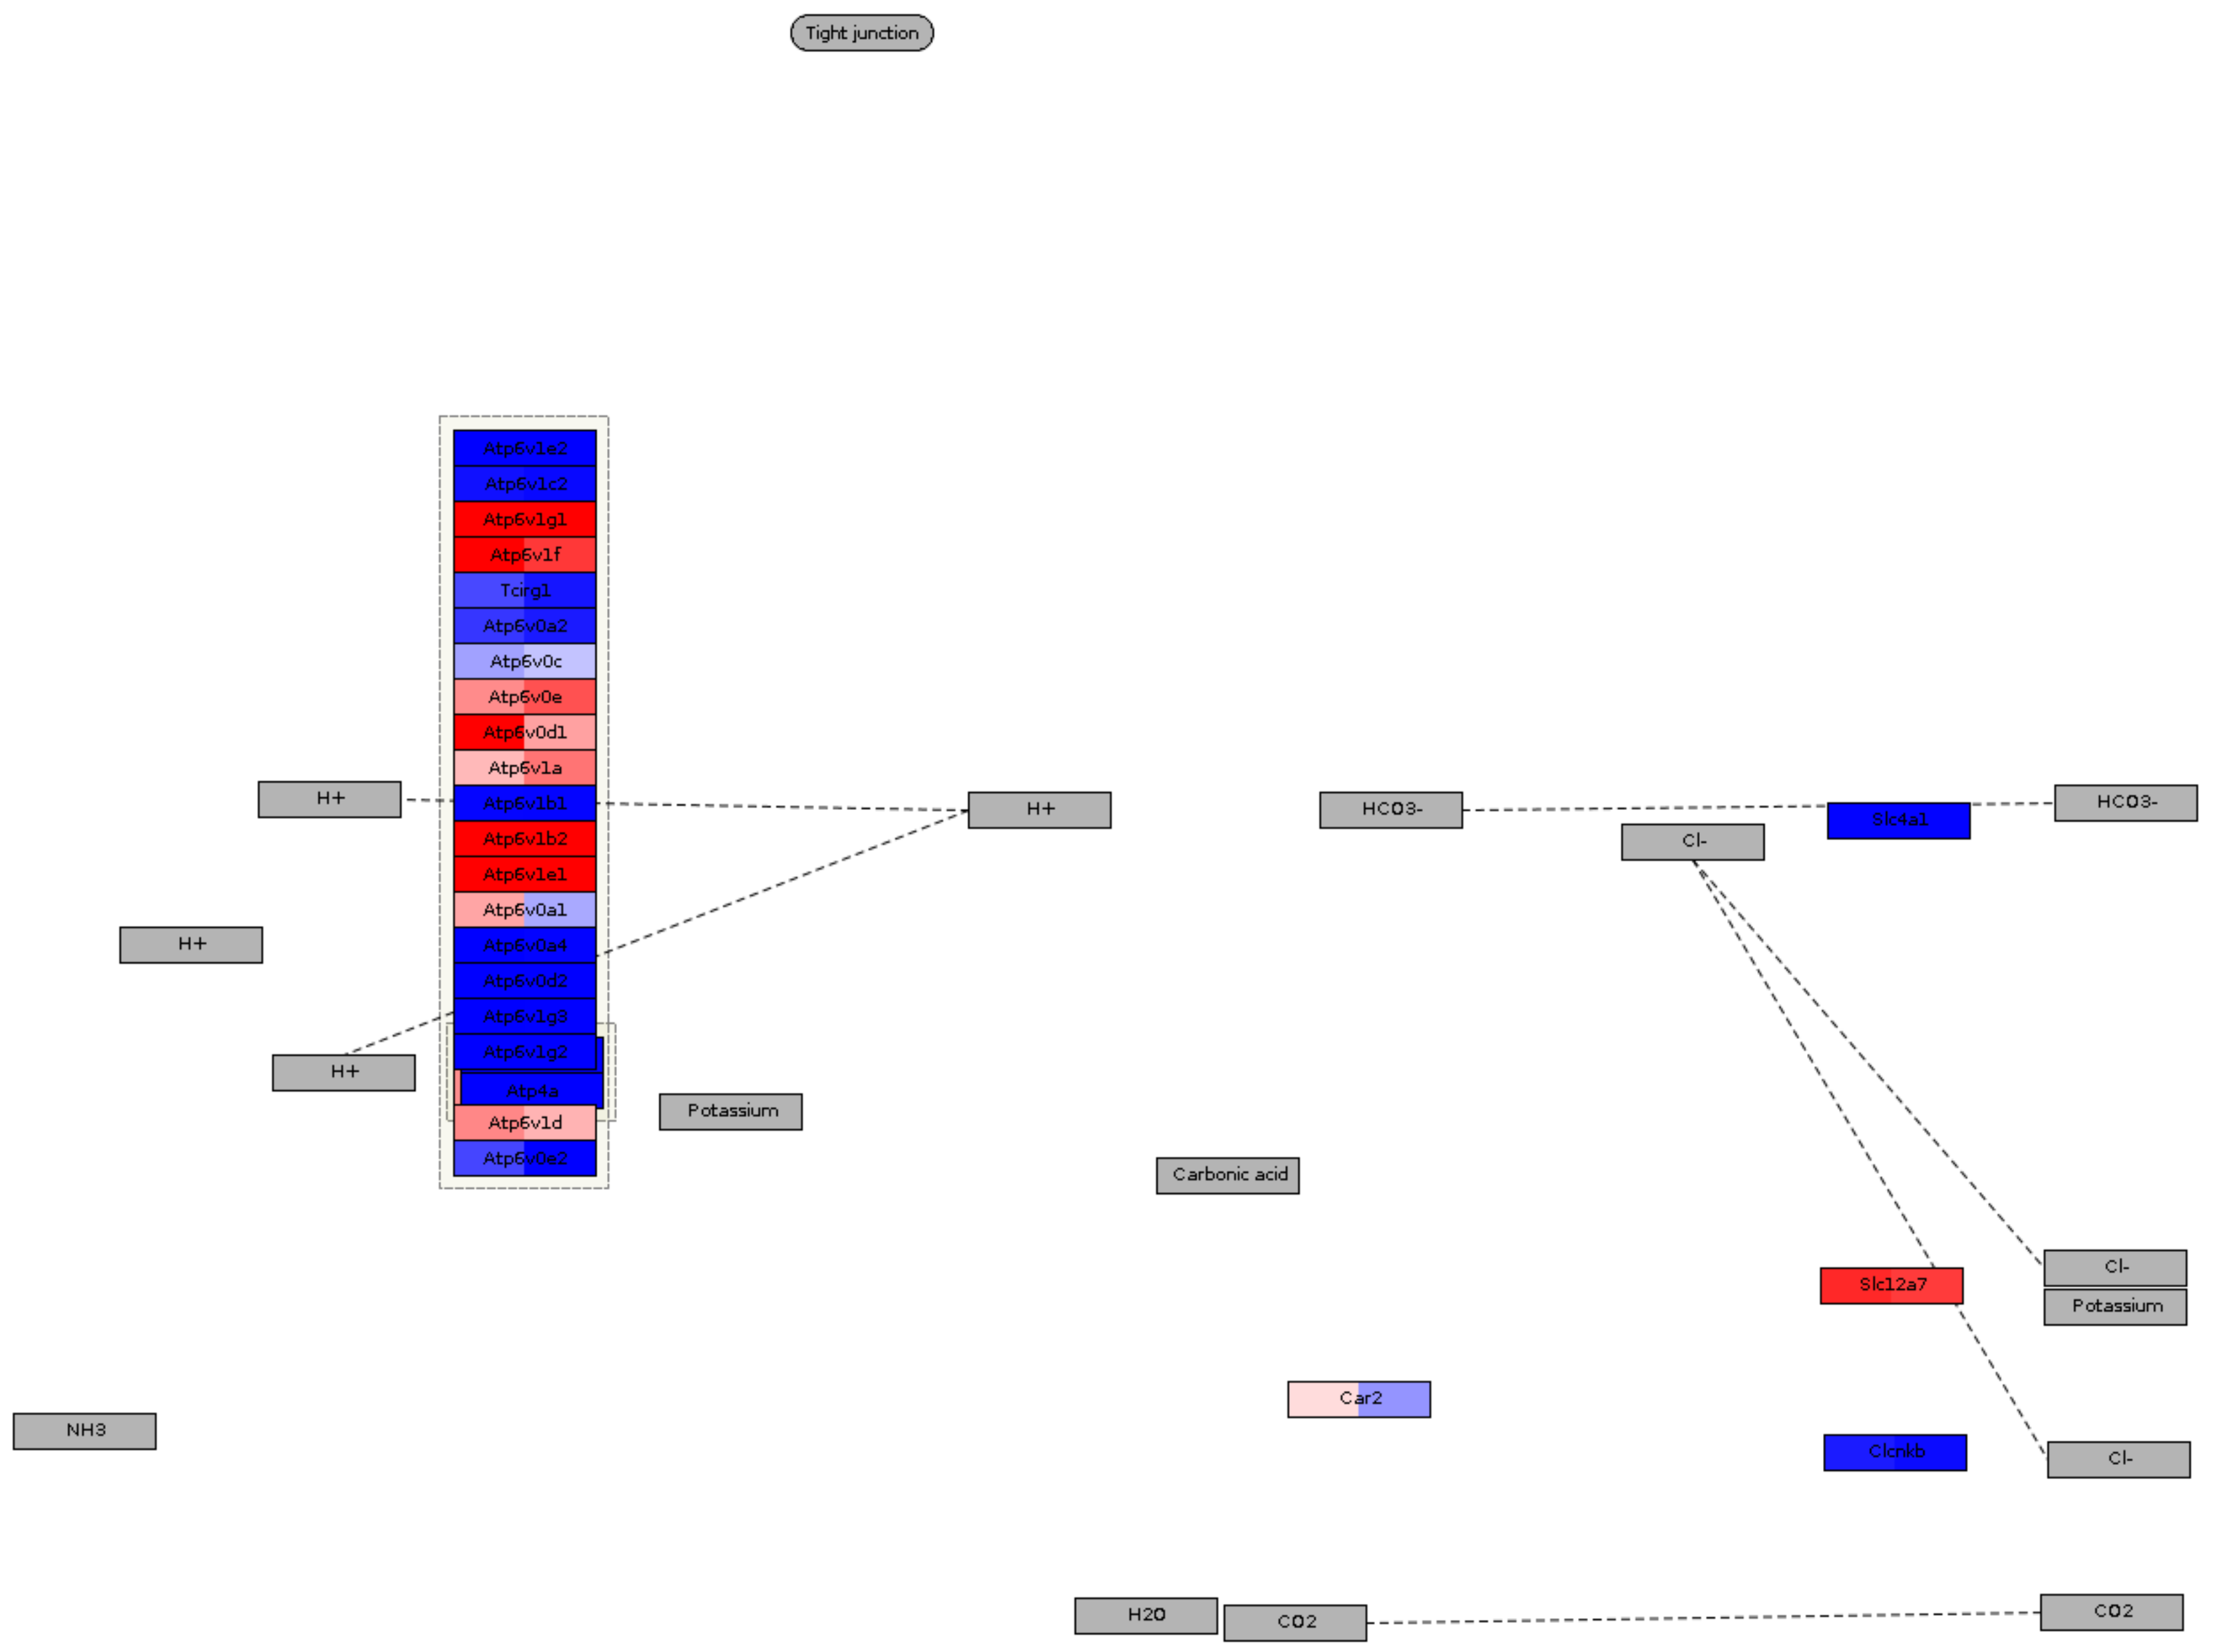 Tight junction
Atp6v1e2
Atp6v1c2
Atp6v1g1
Atp6v1f
Tcirg1
Atp6v0a2
Atp6v0c
Atp6v0e
Atp6v0d1
Atp6v1a
Atp6v1b1
Atp6v1b2
Atp6v1e1
Atp6v0a1
Atp6v0a4
Atp6v0d2
Atp6v1g3
Atp6v1g2
Atp4a
Atp6v1d
Atp6v0e2
H+
H+
H+
H+
Potassium
HCO3-
Cl-
Slc4a1
HCO3-
Carbonic acid
Cl-
Potassium
Slc12a7
Car2
Clcnkb
Cl-
NH3
H2O
CO2
CO2